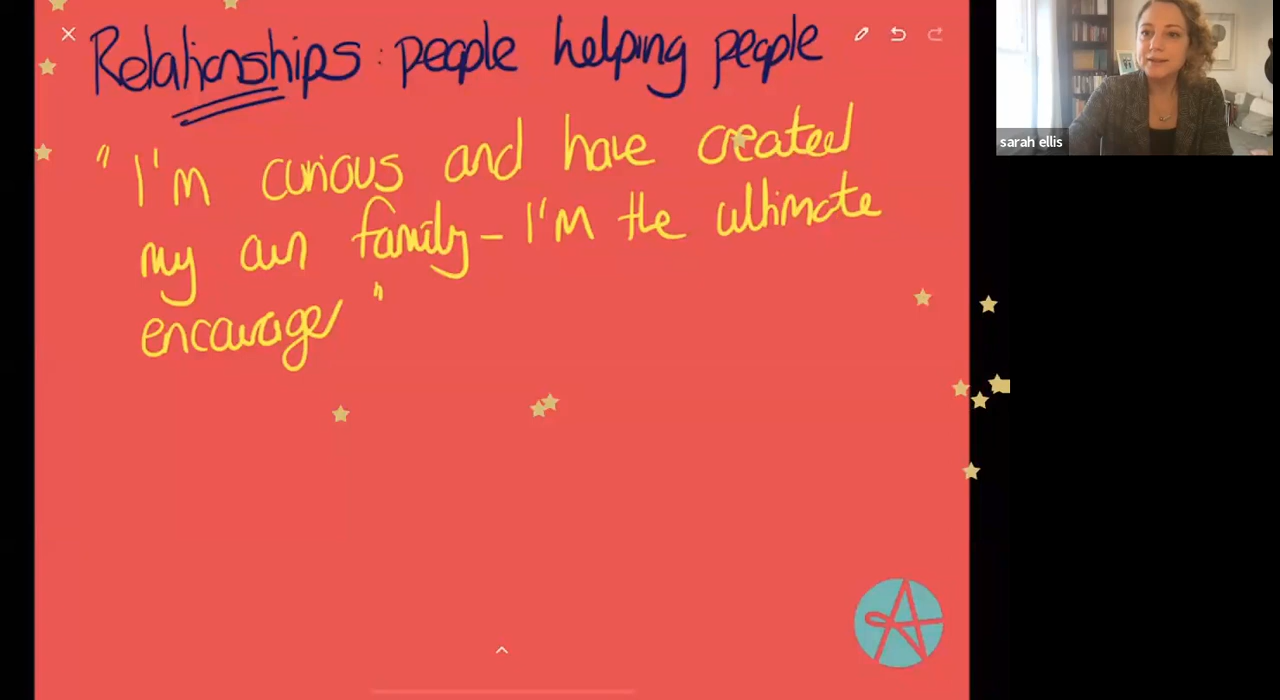 Relationships: people helping people
"I'm curious and have created
my own family - I'm the ultimate
encourager"
sarah ellis